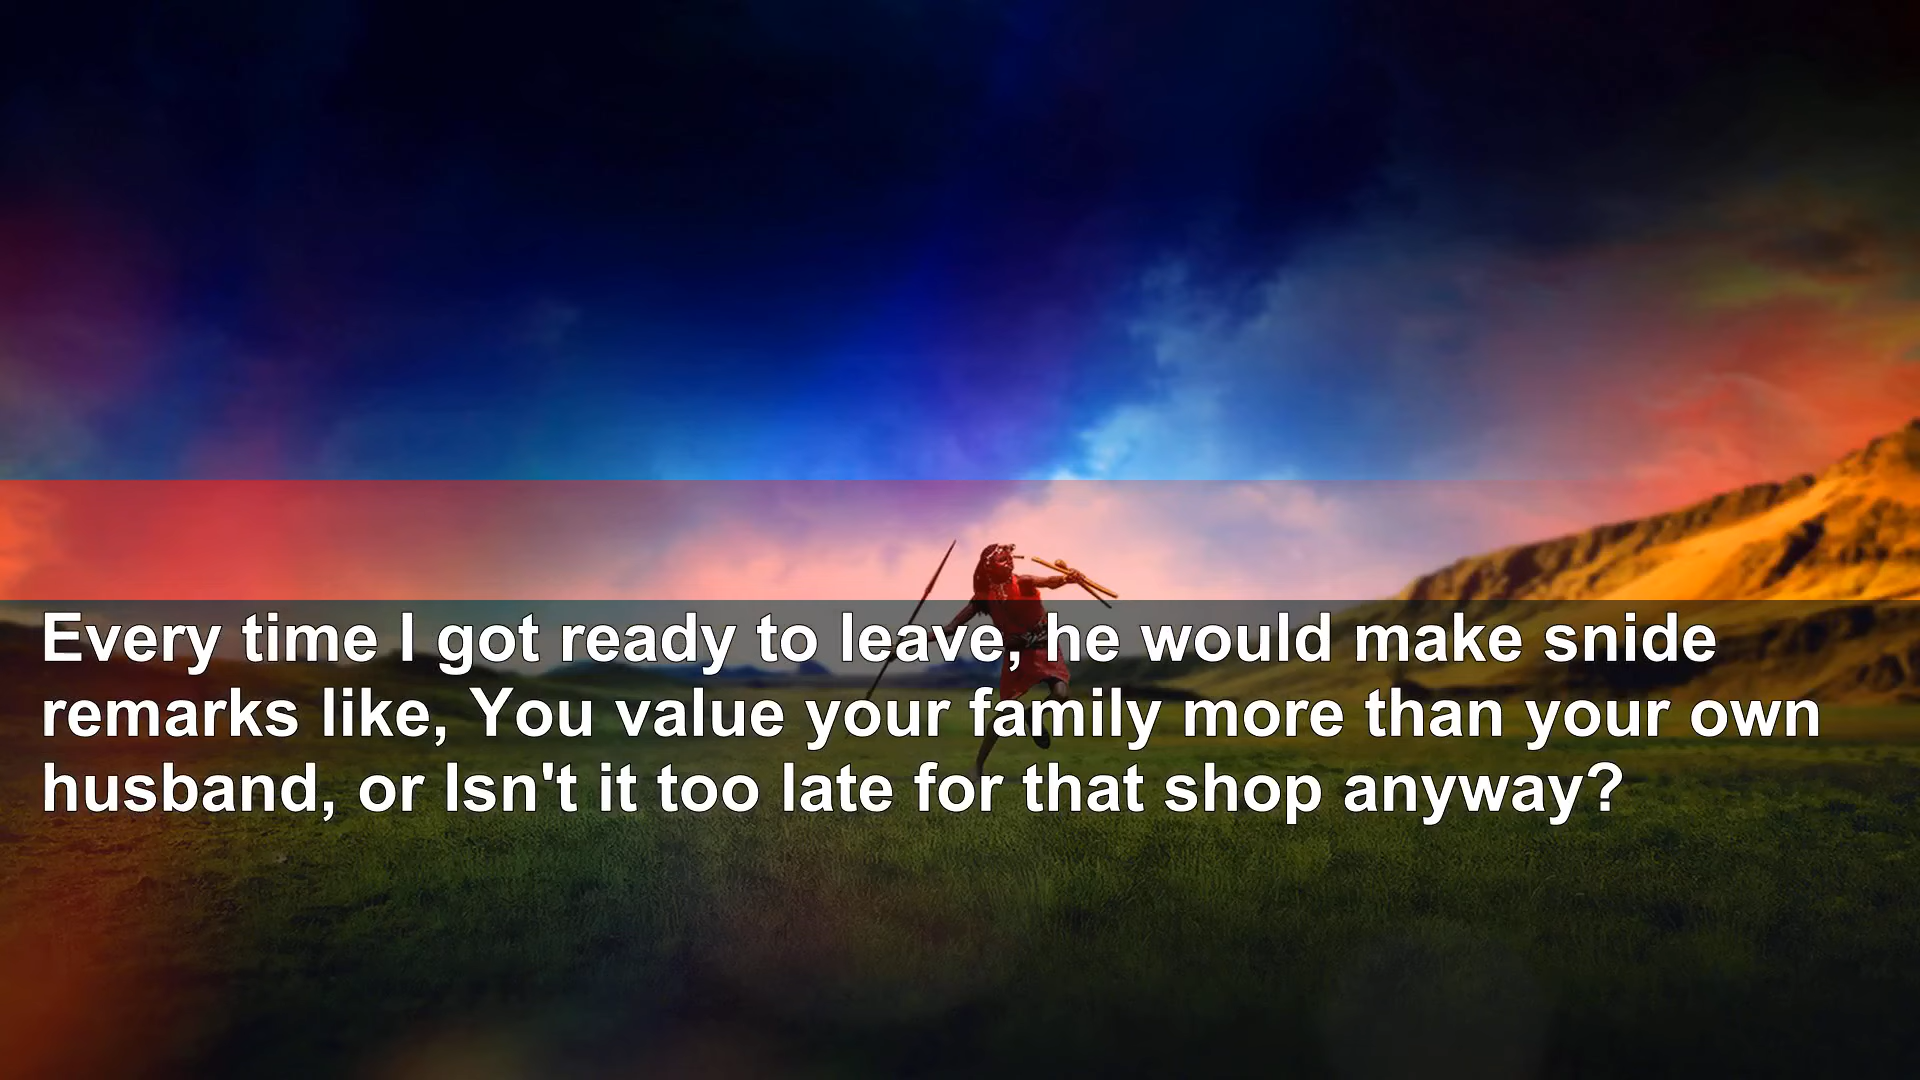 Every time I got ready to leave, he would make snide
remarks like, You value your family more than your own
husband, or Isn't it too late for that shop anyway?